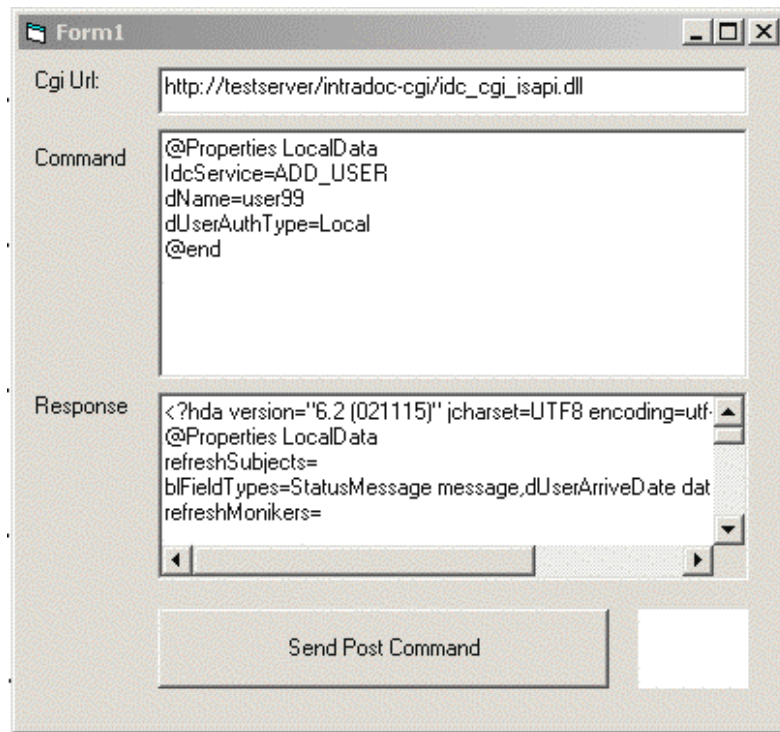 Form1
Cgi Url:
http://testserver/intradoc-cgi/idc_cgi_isapi.dll
Command
@Properties LocalData
IdcService=ADD_USER
dName=user99
dUserAuthType=Local
@end
Response
<?hda version="6.2 (021115)" jcharset=UTF8 encoding=utf-
@Properties LocalData
refreshSubjects=
blFieldTypes=StatusMessage message,dUserArriveDate dat
refreshMonikers=
Send Post Command